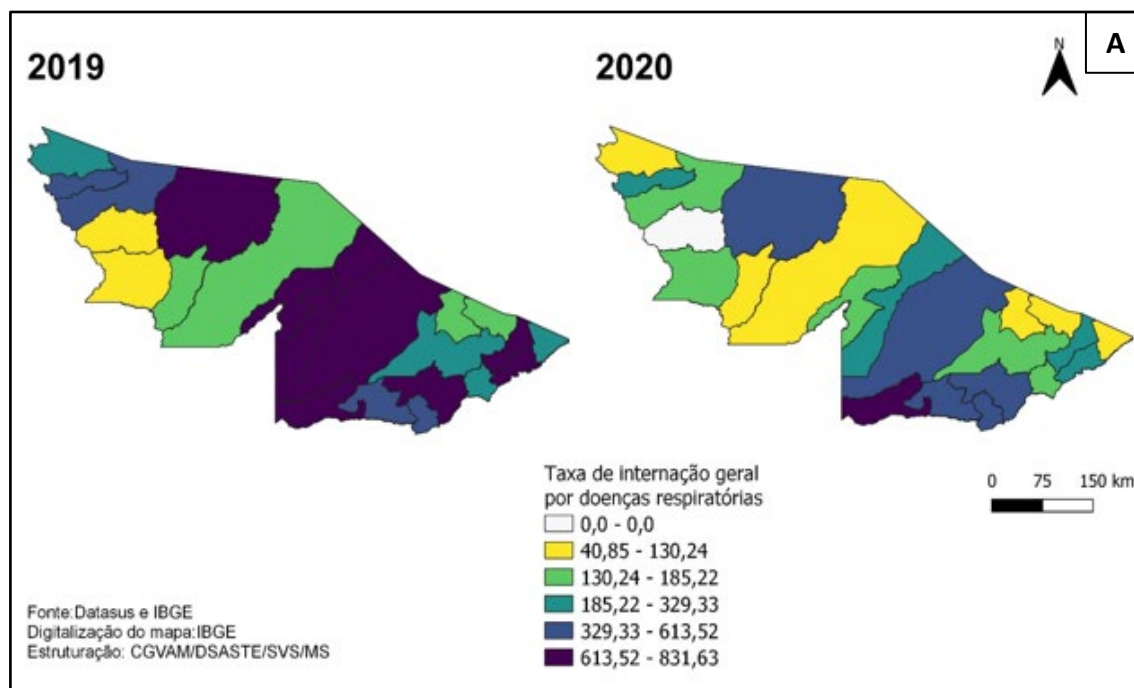 A
2019
2020
N
Taxa de internação geral
por doenças respiratórias
0,0 - 0,0
40,85 - 130,24
130,24 - 185,22
185,22 - 329,33
329,33 - 613,52
613,52 - 831,63
0 75 150 km
Fonte:Datasus e IBGE
Digitalização do mapa:IBGE
Estruturação: CGVAM/DSASTE/SVS/MS